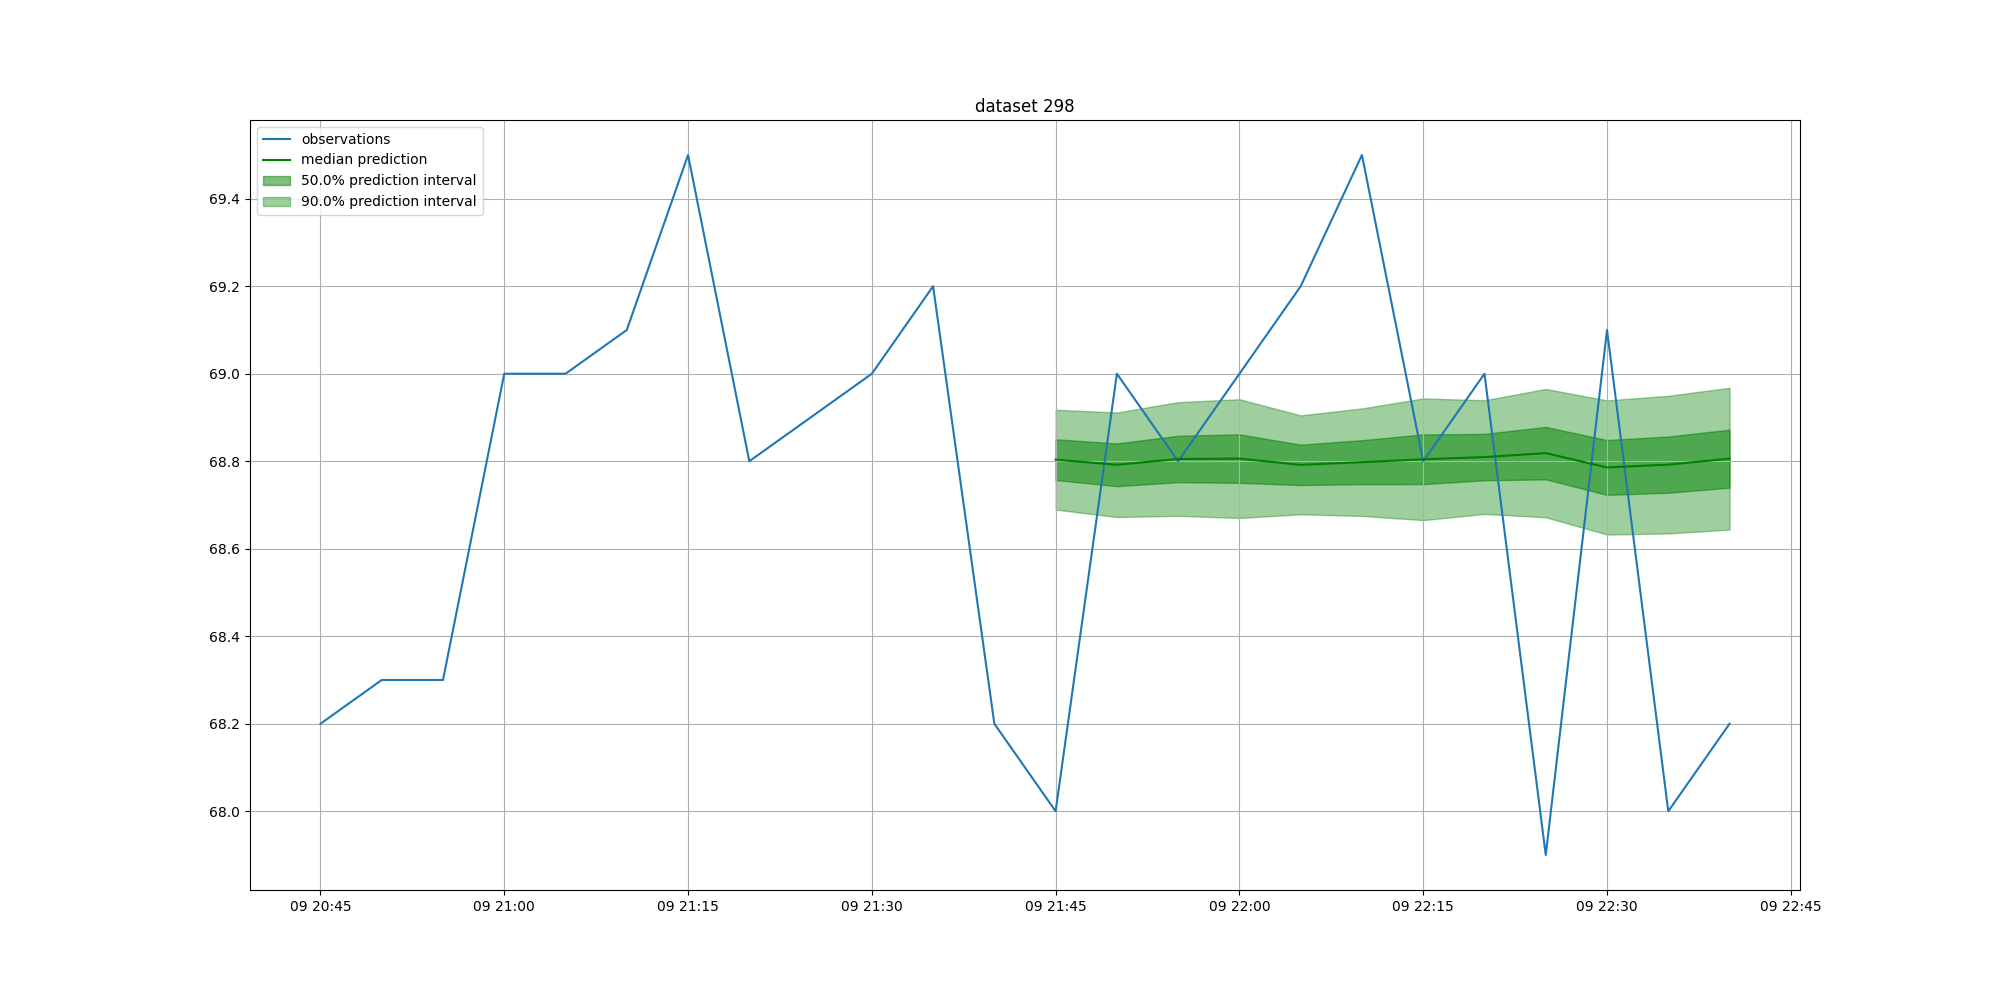 dataset 298
observations
median prediction
50.0% prediction interval
90.0% prediction interval
69.4
69.2
69.0
68.8
68.6
68.4
68.2
68.0
09 20:45 09 21:00 09 21:15 09 21:30 09 21:45 09 22:00 09 22:15 09 22:30 09 22:45